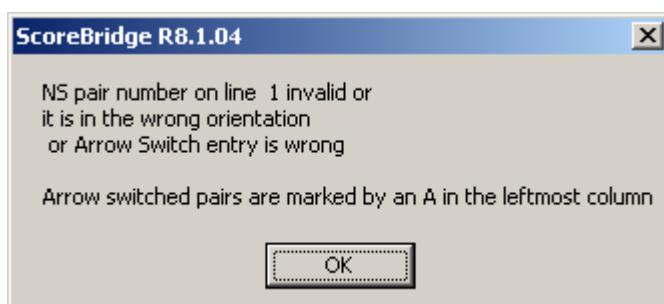 ScoreBridge R8.1.04
NS pair number on line 1 invalid or
it is in the wrong orientation
or Arrow Switch entry is wrong
Arrow switched pairs are marked by an A in the leftmost column
OK